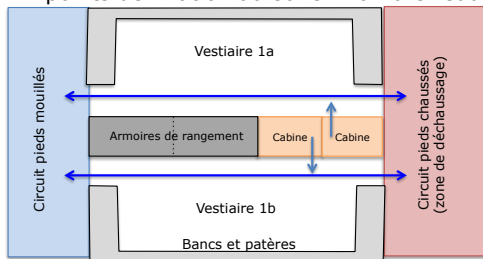 Vestiaire 1a
Circuit pieds mouillés
Armoires de rangement
Cabine
Cabine
Circuit pieds chaussés
(zone de déchaussage)
Vestiaire 1b
Bancs et patères